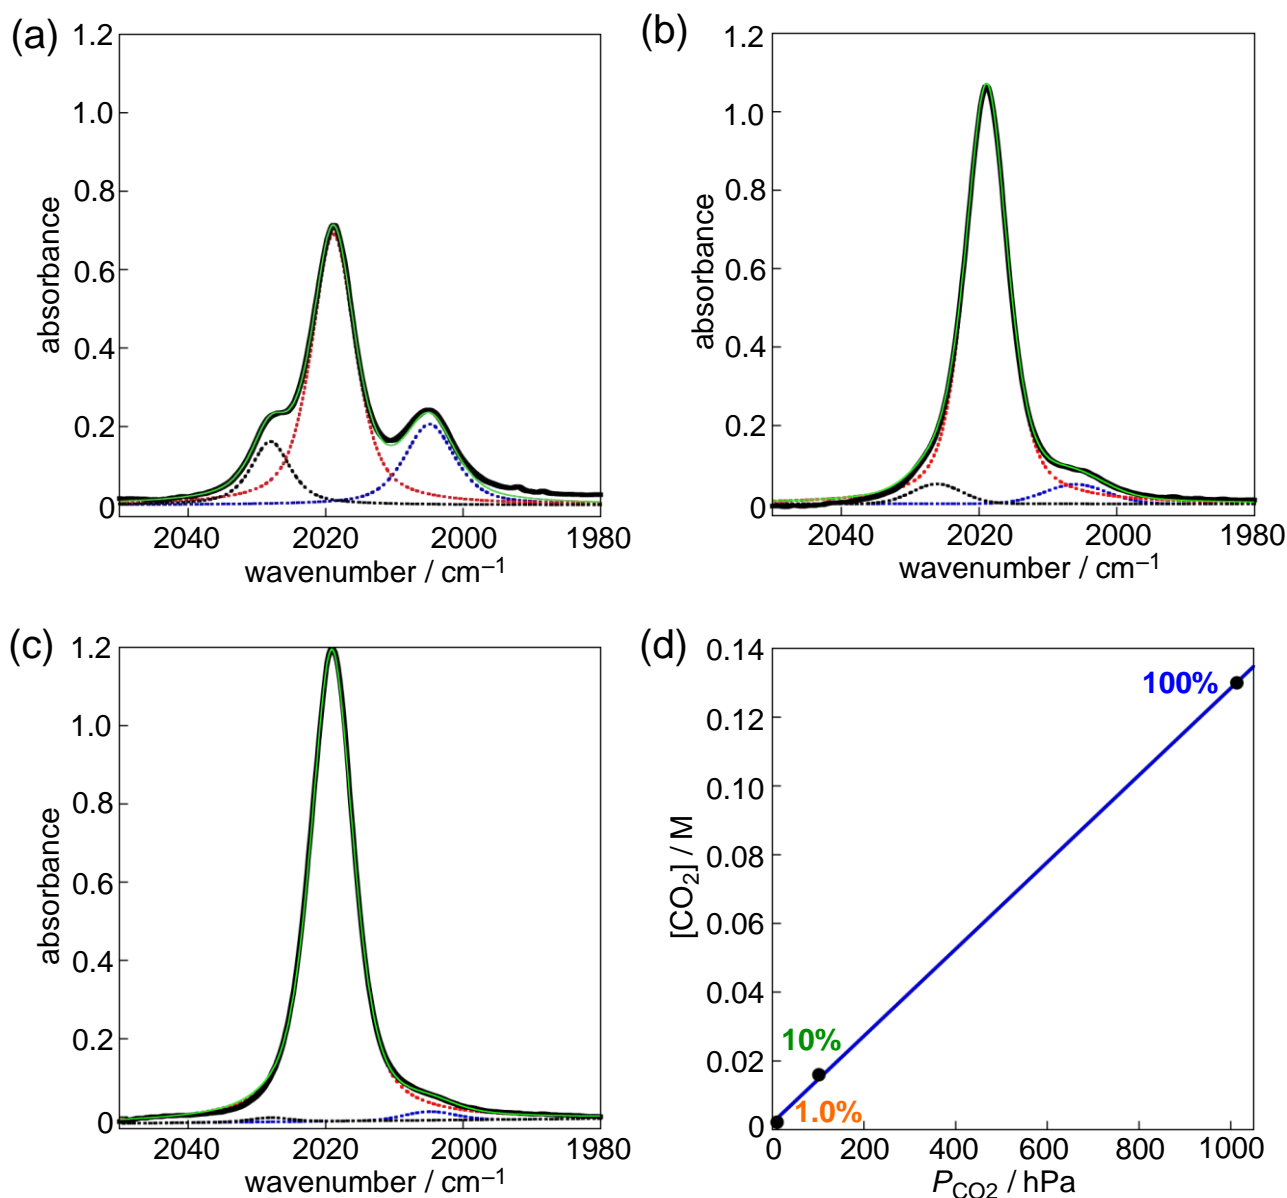 (a)
1.2
1.0
0.8
0.6
0.4
0.2
0
absorbance
2040 2020 2000 1980
wavenumber / cm⁻¹
(b)
1.2
1.0
0.8
0.6
0.4
0.2
0
absorbance
2040 2020 2000 1980
wavenumber / cm⁻¹
(c)
1.2
1.0
0.8
0.6
0.4
0.2
0
absorbance
2040 2020 2000 1980
wavenumber / cm⁻¹
(d)
0.14
0.12
0.10
0.08
0.06
0.04
0.02
0
[CO₂] / M
100%
10%
1.0%
0 200 400 600 800 1000
P_CO2 / hPa